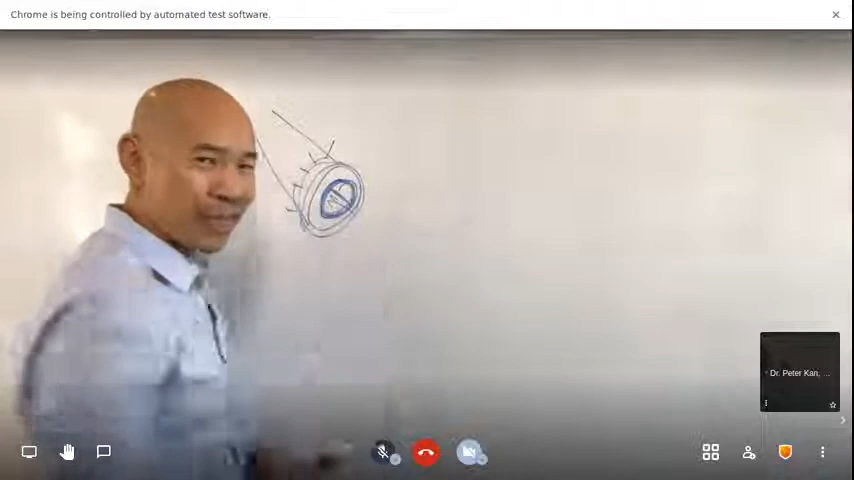 Chrome is being controlled by automated test software.
Dr. Peter Kan, ...